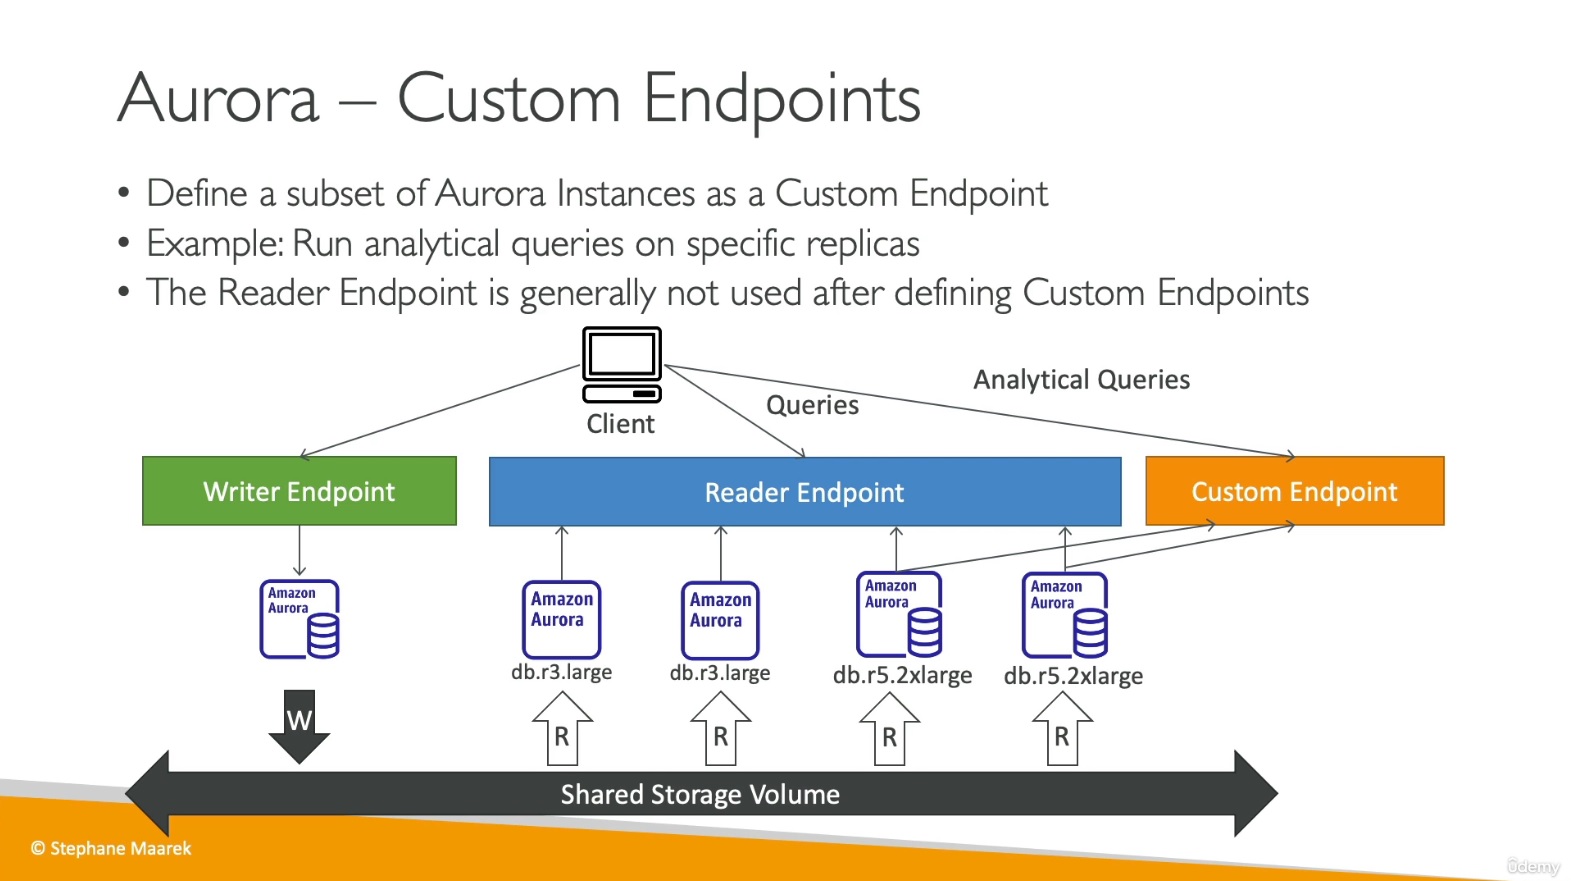 Aurora – Custom Endpoints
• Define a subset of Aurora Instances as a Custom Endpoint
• Example: Run analytical queries on specific replicas
• The Reader Endpoint is generally not used after defining Custom Endpoints
Client
Queries
Analytical Queries
Writer Endpoint
Reader Endpoint
Custom Endpoint
Amazon
Aurora
Amazon
Aurora
db.r3.large
Amazon
Aurora
db.r3.large
Amazon
Aurora
db.r5.2xlarge
Amazon
Aurora
db.r5.2xlarge
W
R
R
R
R
Shared Storage Volume
© Stephane Maarek
ûdemy